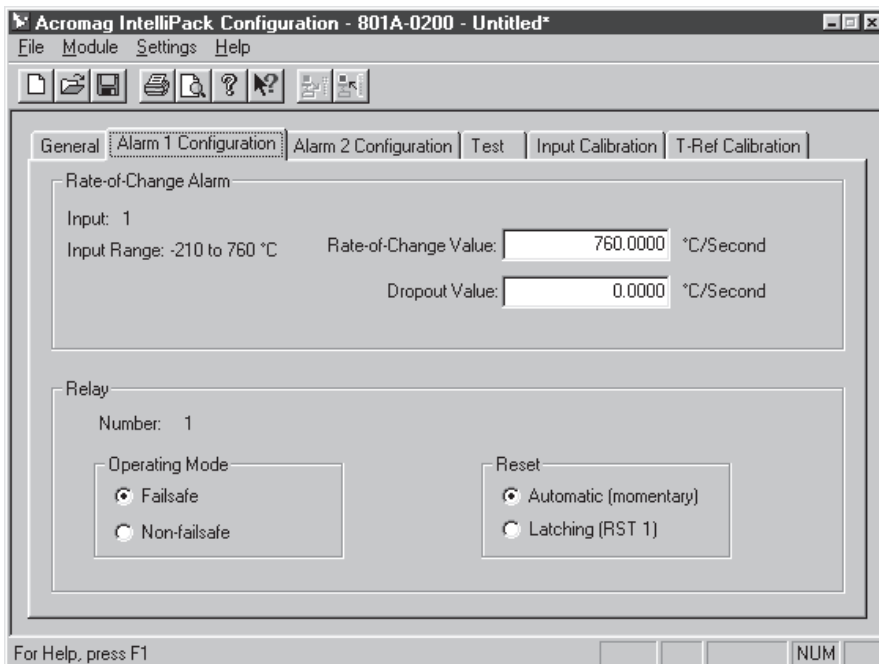 Acromag IntelliPack Configuration - 801A-0200 - Untitled*
File Module Settings Help
General Alarm 1 Configuration Alarm 2 Configuration Test Input Calibration T-Ref Calibration
Rate-of-Change Alarm
Input: 1
Input Range: -210 to 760 °C
Rate-of-Change Value: 760.0000 °C/Second
Dropout Value: 0.0000 °C/Second
Relay
Number: 1
Operating Mode
Failsafe
Non-failsafe
Reset
Automatic (momentary)
Latching (RST 1)
For Help, press F1
NUM